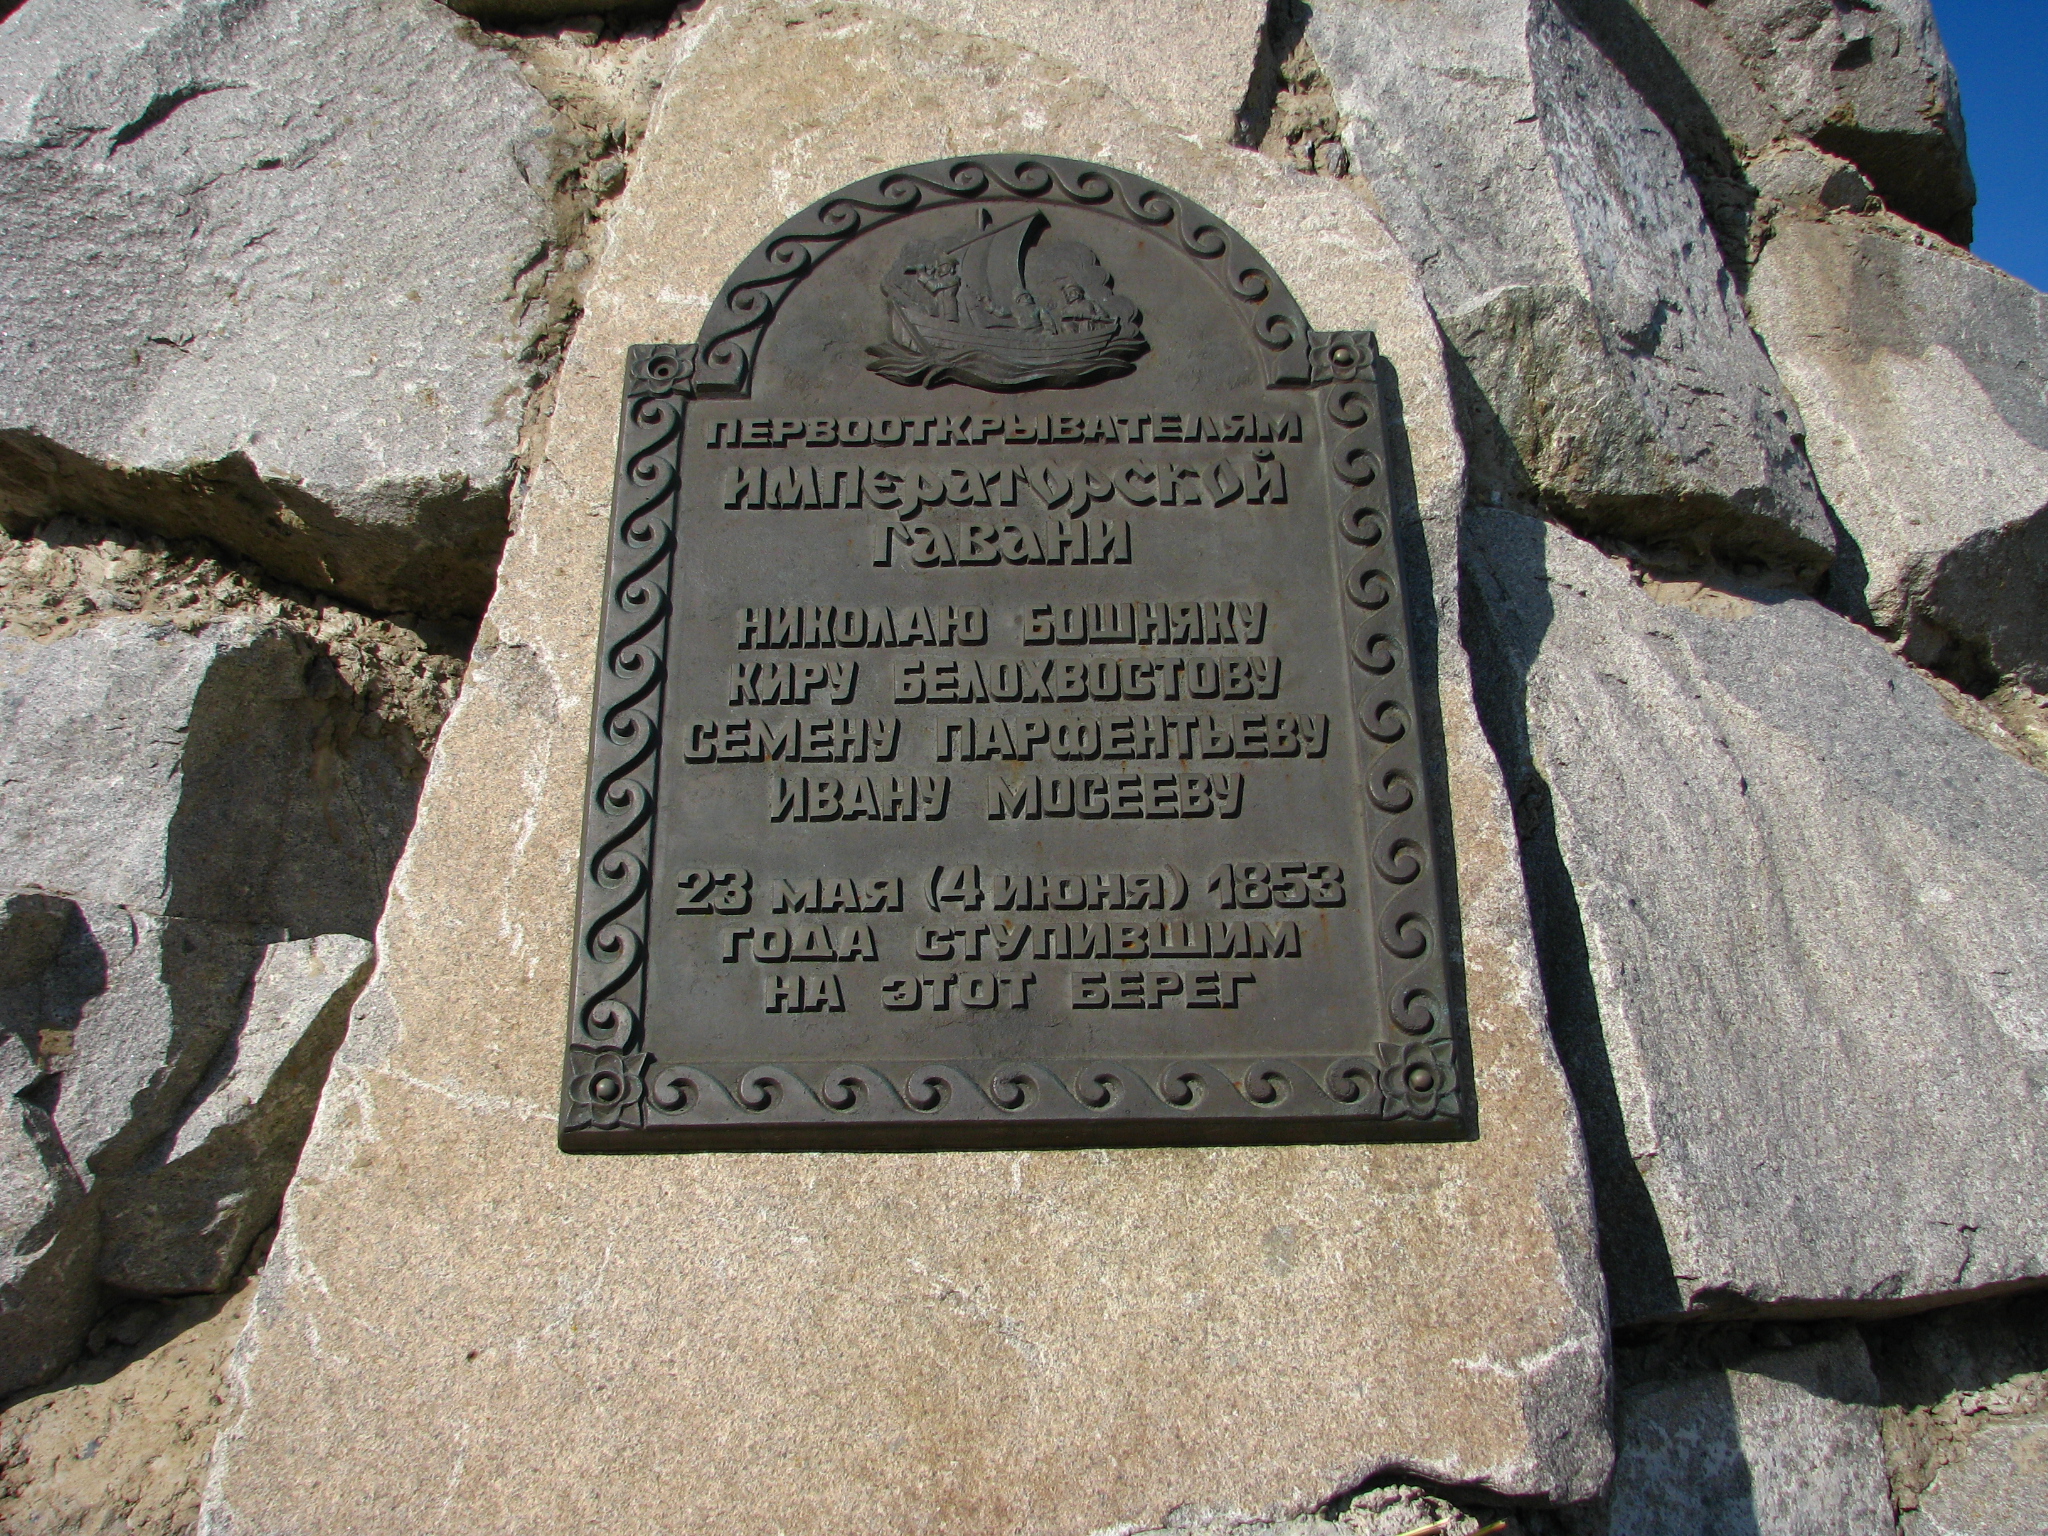 ПЕРВООТКРЫВАТЕЛЯМ
ИМПЕРАТОРСКОЙ
ГАВАНИ
НИКОЛАЮ БОШНЯКУ
КИРУ БЕЛОХВОСТОВУ
СЕМЕНУ ПАРФЕНТЬЕВУ
ИВАНУ МОСЕЕВУ
23 МАЯ (4 ИЮНЯ) 1853
ГОДА СТУПИВШИМ
НА ЭТОТ БЕРЕГ